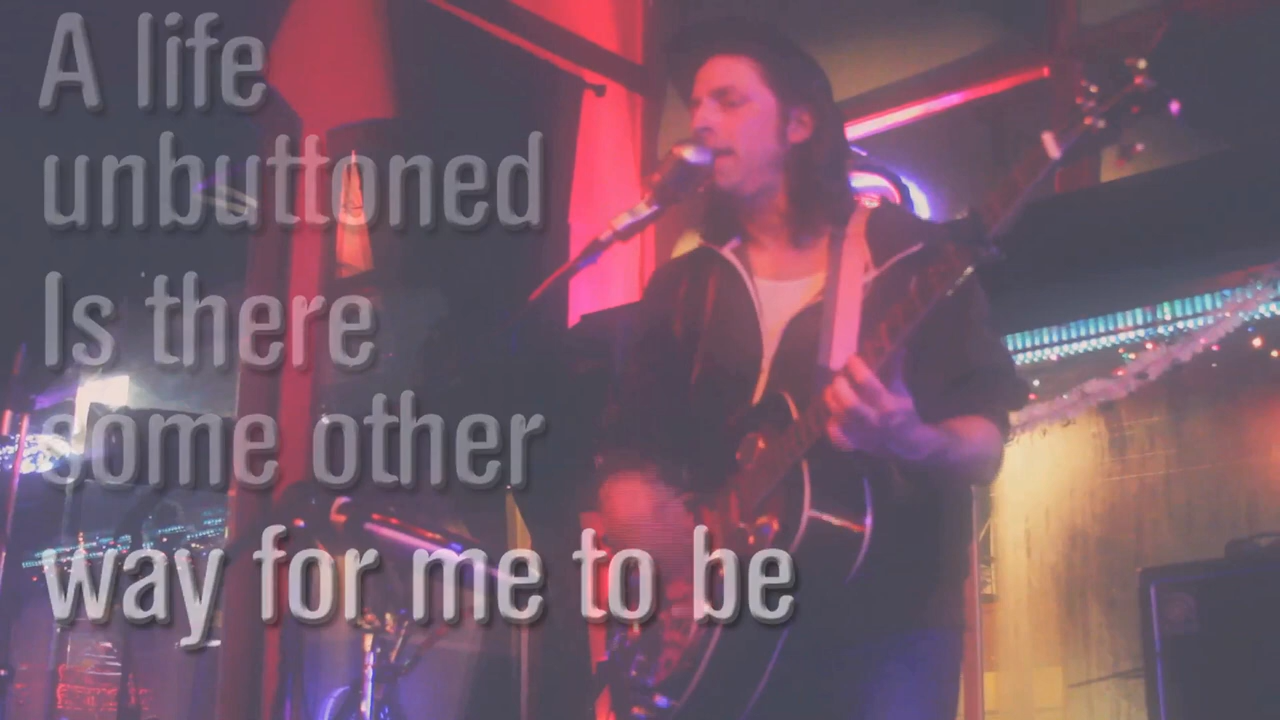 A life
unbuttoned
Is there
some other
way for me to be